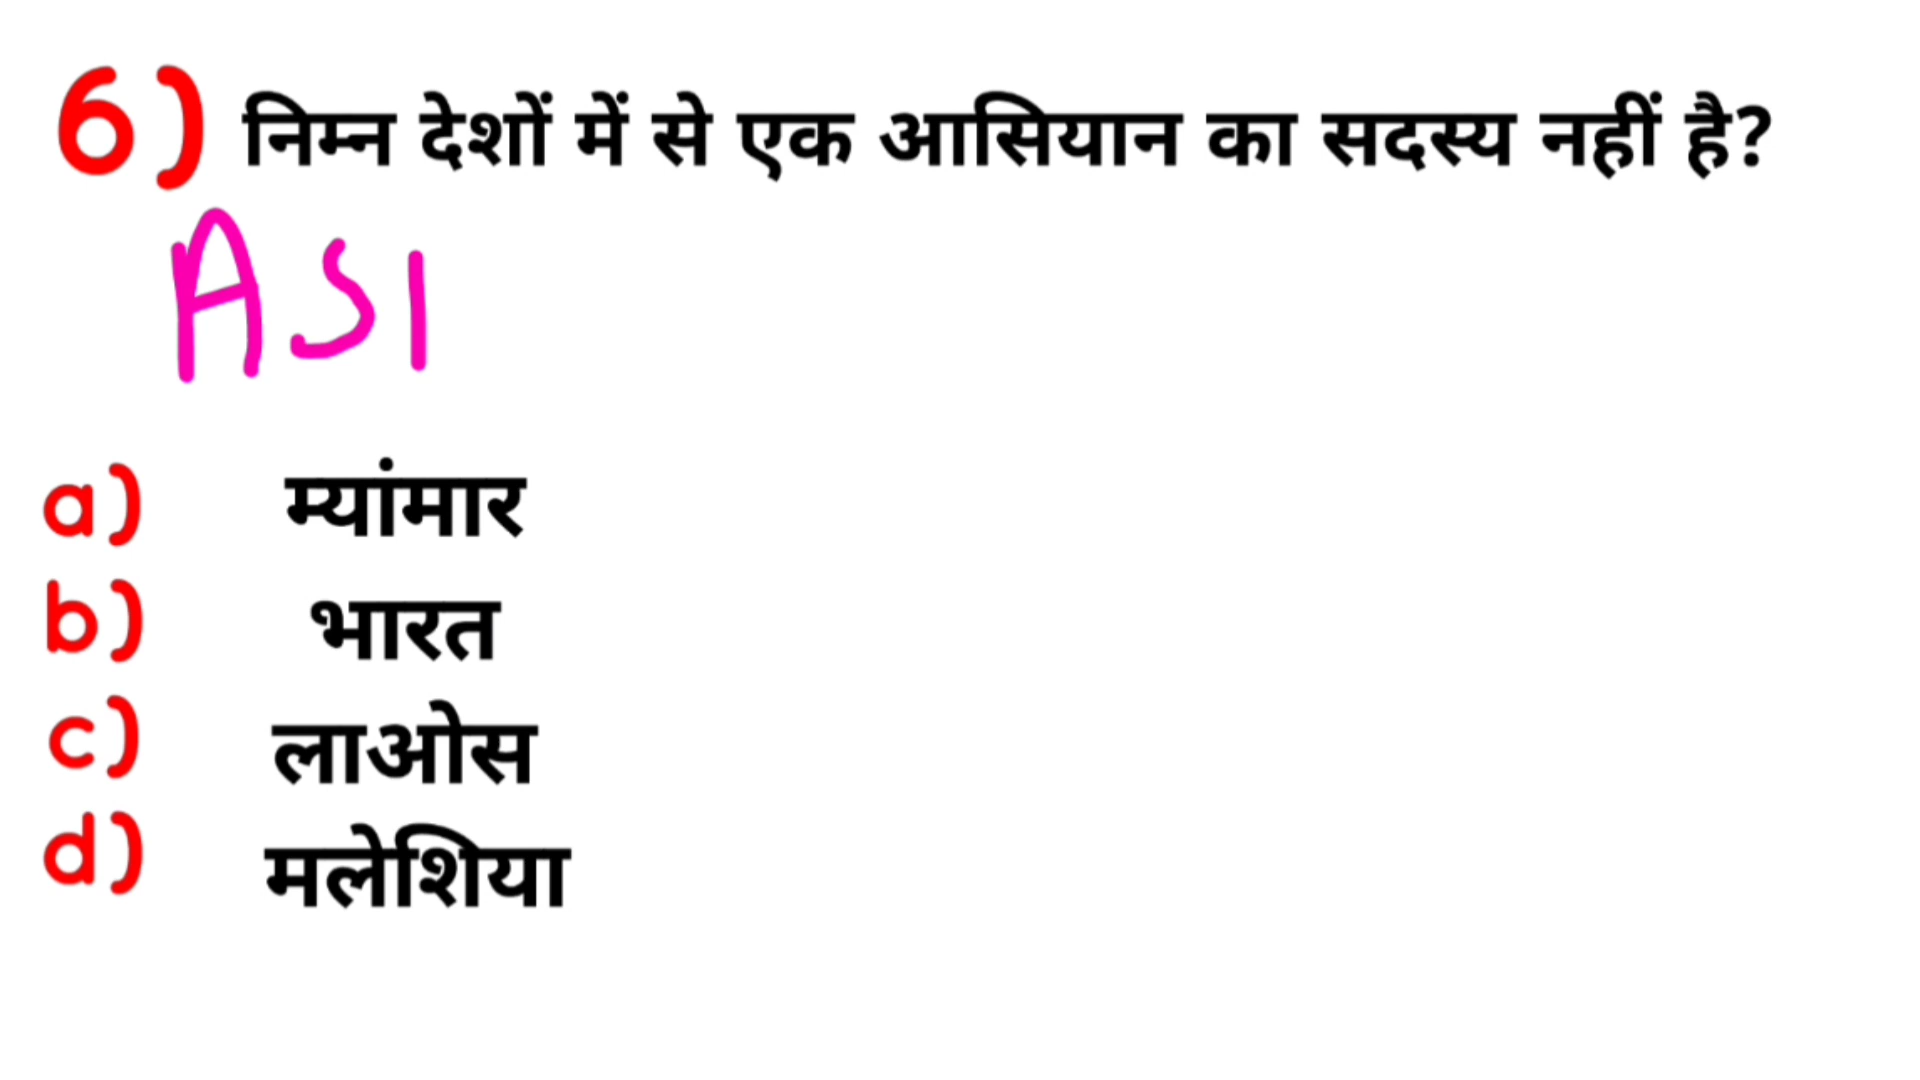 6) निम्न देशों में से एक आसियान का सदस्य नहीं है?
ASI
a) म्यांमार
b) भारत
c) लाओस
d) मलेशिया